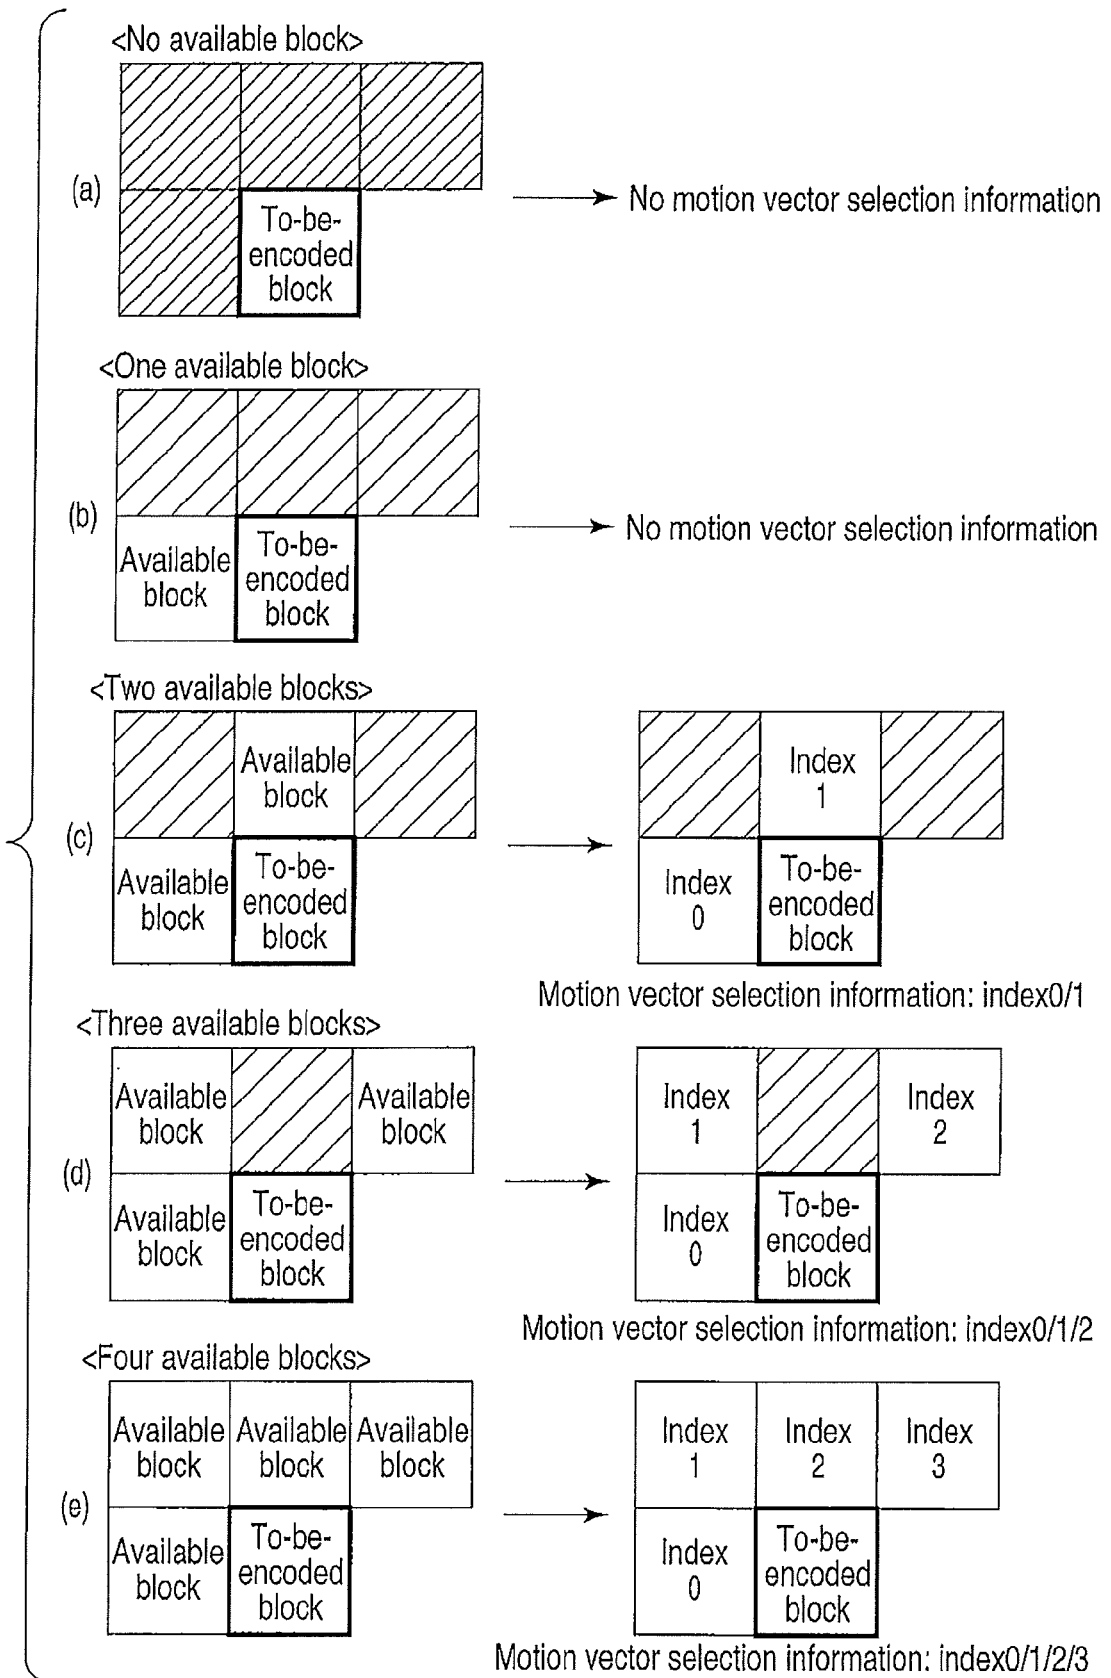 <No available block>
(a)
To-be-
encoded
block
No motion vector selection information
<One available block>
(b)
Available
block
To-be-
encoded
block
No motion vector selection information
<Two available blocks>
(c)
Available
block
Available
block
To-be-
encoded
block
Index
1
Index
0
To-be-
encoded
block
Motion vector selection information: index0/1
<Three available blocks>
(d)
Available
block
Available
block
Available
block
To-be-
encoded
block
Index
1
Index
2
Index
0
To-be-
encoded
block
Motion vector selection information: index0/1/2
<Four available blocks>
(e)
Available
block
Available
block
Available
block
Available
block
To-be-
encoded
block
Index
1
Index
2
Index
3
Index
0
To-be-
encoded
block
Motion vector selection information: index0/1/2/3